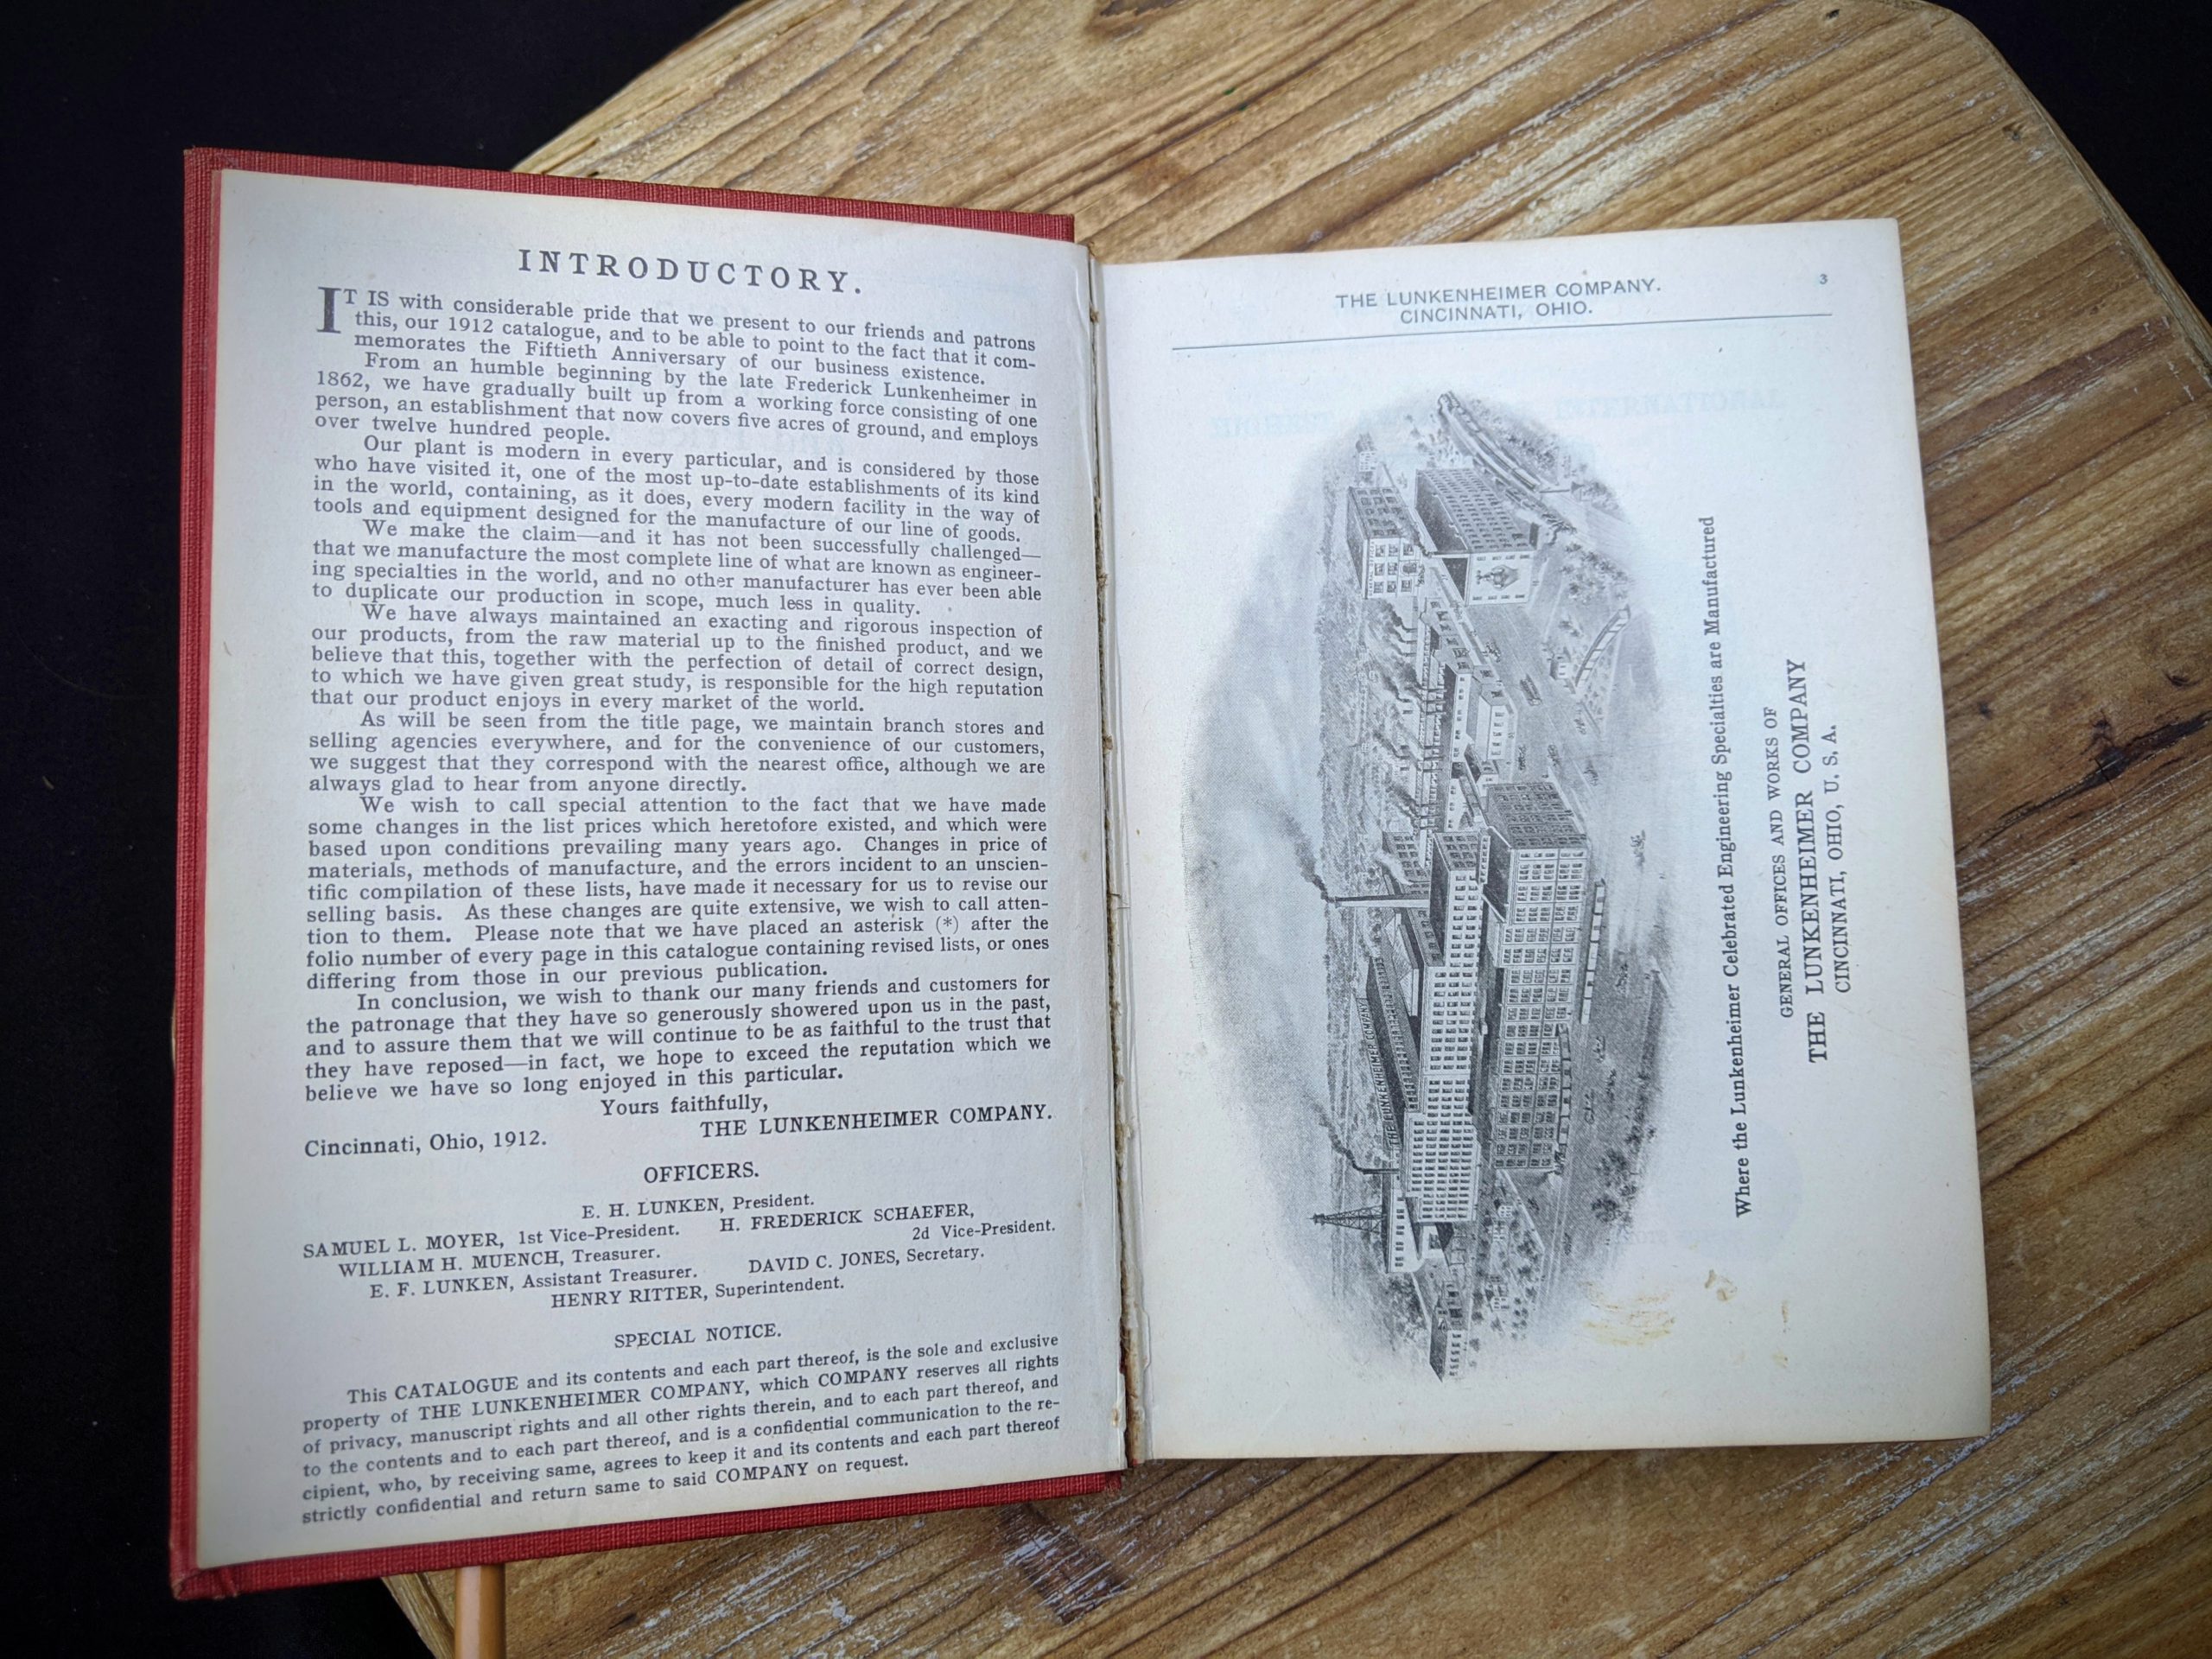 INTRODUCTORY.
IT IS with considerable pride that we present to our friends and patrons
this, our 1912 catalogue, and to be able to point to the fact that it com-
memorates the Fiftieth Anniversary of our business existence.
From an humble beginning by the late Frederick Lunkenheimer in
1862, we have gradually built up from a working force consisting of one
person, an establishment that now covers five acres of ground, and employs
over twelve hundred people.
Our plant is modern in every particular, and is considered by those
who have visited it, one of the most up-to-date establishments of its kind
in the world, containing, as it does, every modern facility in the way of
tools and equipment designed for the manufacture of our line of goods.
We make the claim—and it has not been successfully challenged—
that we manufacture the most complete line of what are known as engineer-
ing specialties in the world, and no other manufacturer has ever been able
to duplicate our production in scope, much less in quality.
We have always maintained an exacting and rigorous inspection of
our products, from the raw material up to the finished product, and we
believe that this, together with the perfection of detail of correct design,
to which we have given great study, is responsible for the high reputation
that our product enjoys in every market of the world.
As will be seen from the title page, we maintain branch stores and
selling agencies everywhere, and for the convenience of our customers,
we suggest that they correspond with the nearest office, although we are
always glad to hear from anyone directly.
We wish to call special attention to the fact that we have made
some changes in the list prices which heretofore existed, and which were
based upon conditions prevailing many years ago. Changes in price of
materials, methods of manufacture, and the errors incident to an unscien-
tific compilation of these lists, have made it necessary for us to revise our
selling basis. As these changes are quite extensive, we wish to call atten-
tion to them. Please note that we have placed an asterisk (*) after the
folio number of every page in this catalogue containing revised lists, or ones
differing from those in our previous publication.
In conclusion, we wish to thank our many friends and customers for
the patronage that they have so generously showered upon us in the past,
and to assure them that we will continue to be as faithful to the trust that
they have reposed—in fact, we hope to exceed the reputation which we
believe we have so long enjoyed in this particular.
Yours faithfully,
THE LUNKENHEIMER COMPANY.
Cincinnati, Ohio, 1912.
OFFICERS.
E. H. LUNKEN, President.
SAMUEL L. MOYER, 1st Vice-President. H. FREDERICK SCHAEFER,
2d Vice-President.
WILLIAM H. MUENCH, Treasurer.
E. F. LUNKEN, Assistant Treasurer. DAVID C. JONES, Secretary.
HENRY RITTER, Superintendent.
SPECIAL NOTICE.
This CATALOGUE and its contents and each part thereof, is the sole and exclusive
property of THE LUNKENHEIMER COMPANY, which COMPANY reserves all rights
of privacy, manuscript rights and all other rights therein, and to each part thereof, and
to the contents and to each part thereof, and is a confidential communication to the re-
cipient, who, by receiving same, agrees to keep it and its contents and each part thereof
strictly confidential and return same to said COMPANY on request.
THE LUNKENHEIMER COMPANY. 3
CINCINNATI, OHIO.
THE LUNKENHEIMER COMPANY
Where the Lunkenheimer Celebrated Engineering Specialties are Manufactured
GENERAL OFFICES AND WORKS OF
THE LUNKENHEIMER COMPANY
CINCINNATI, OHIO, U. S. A.